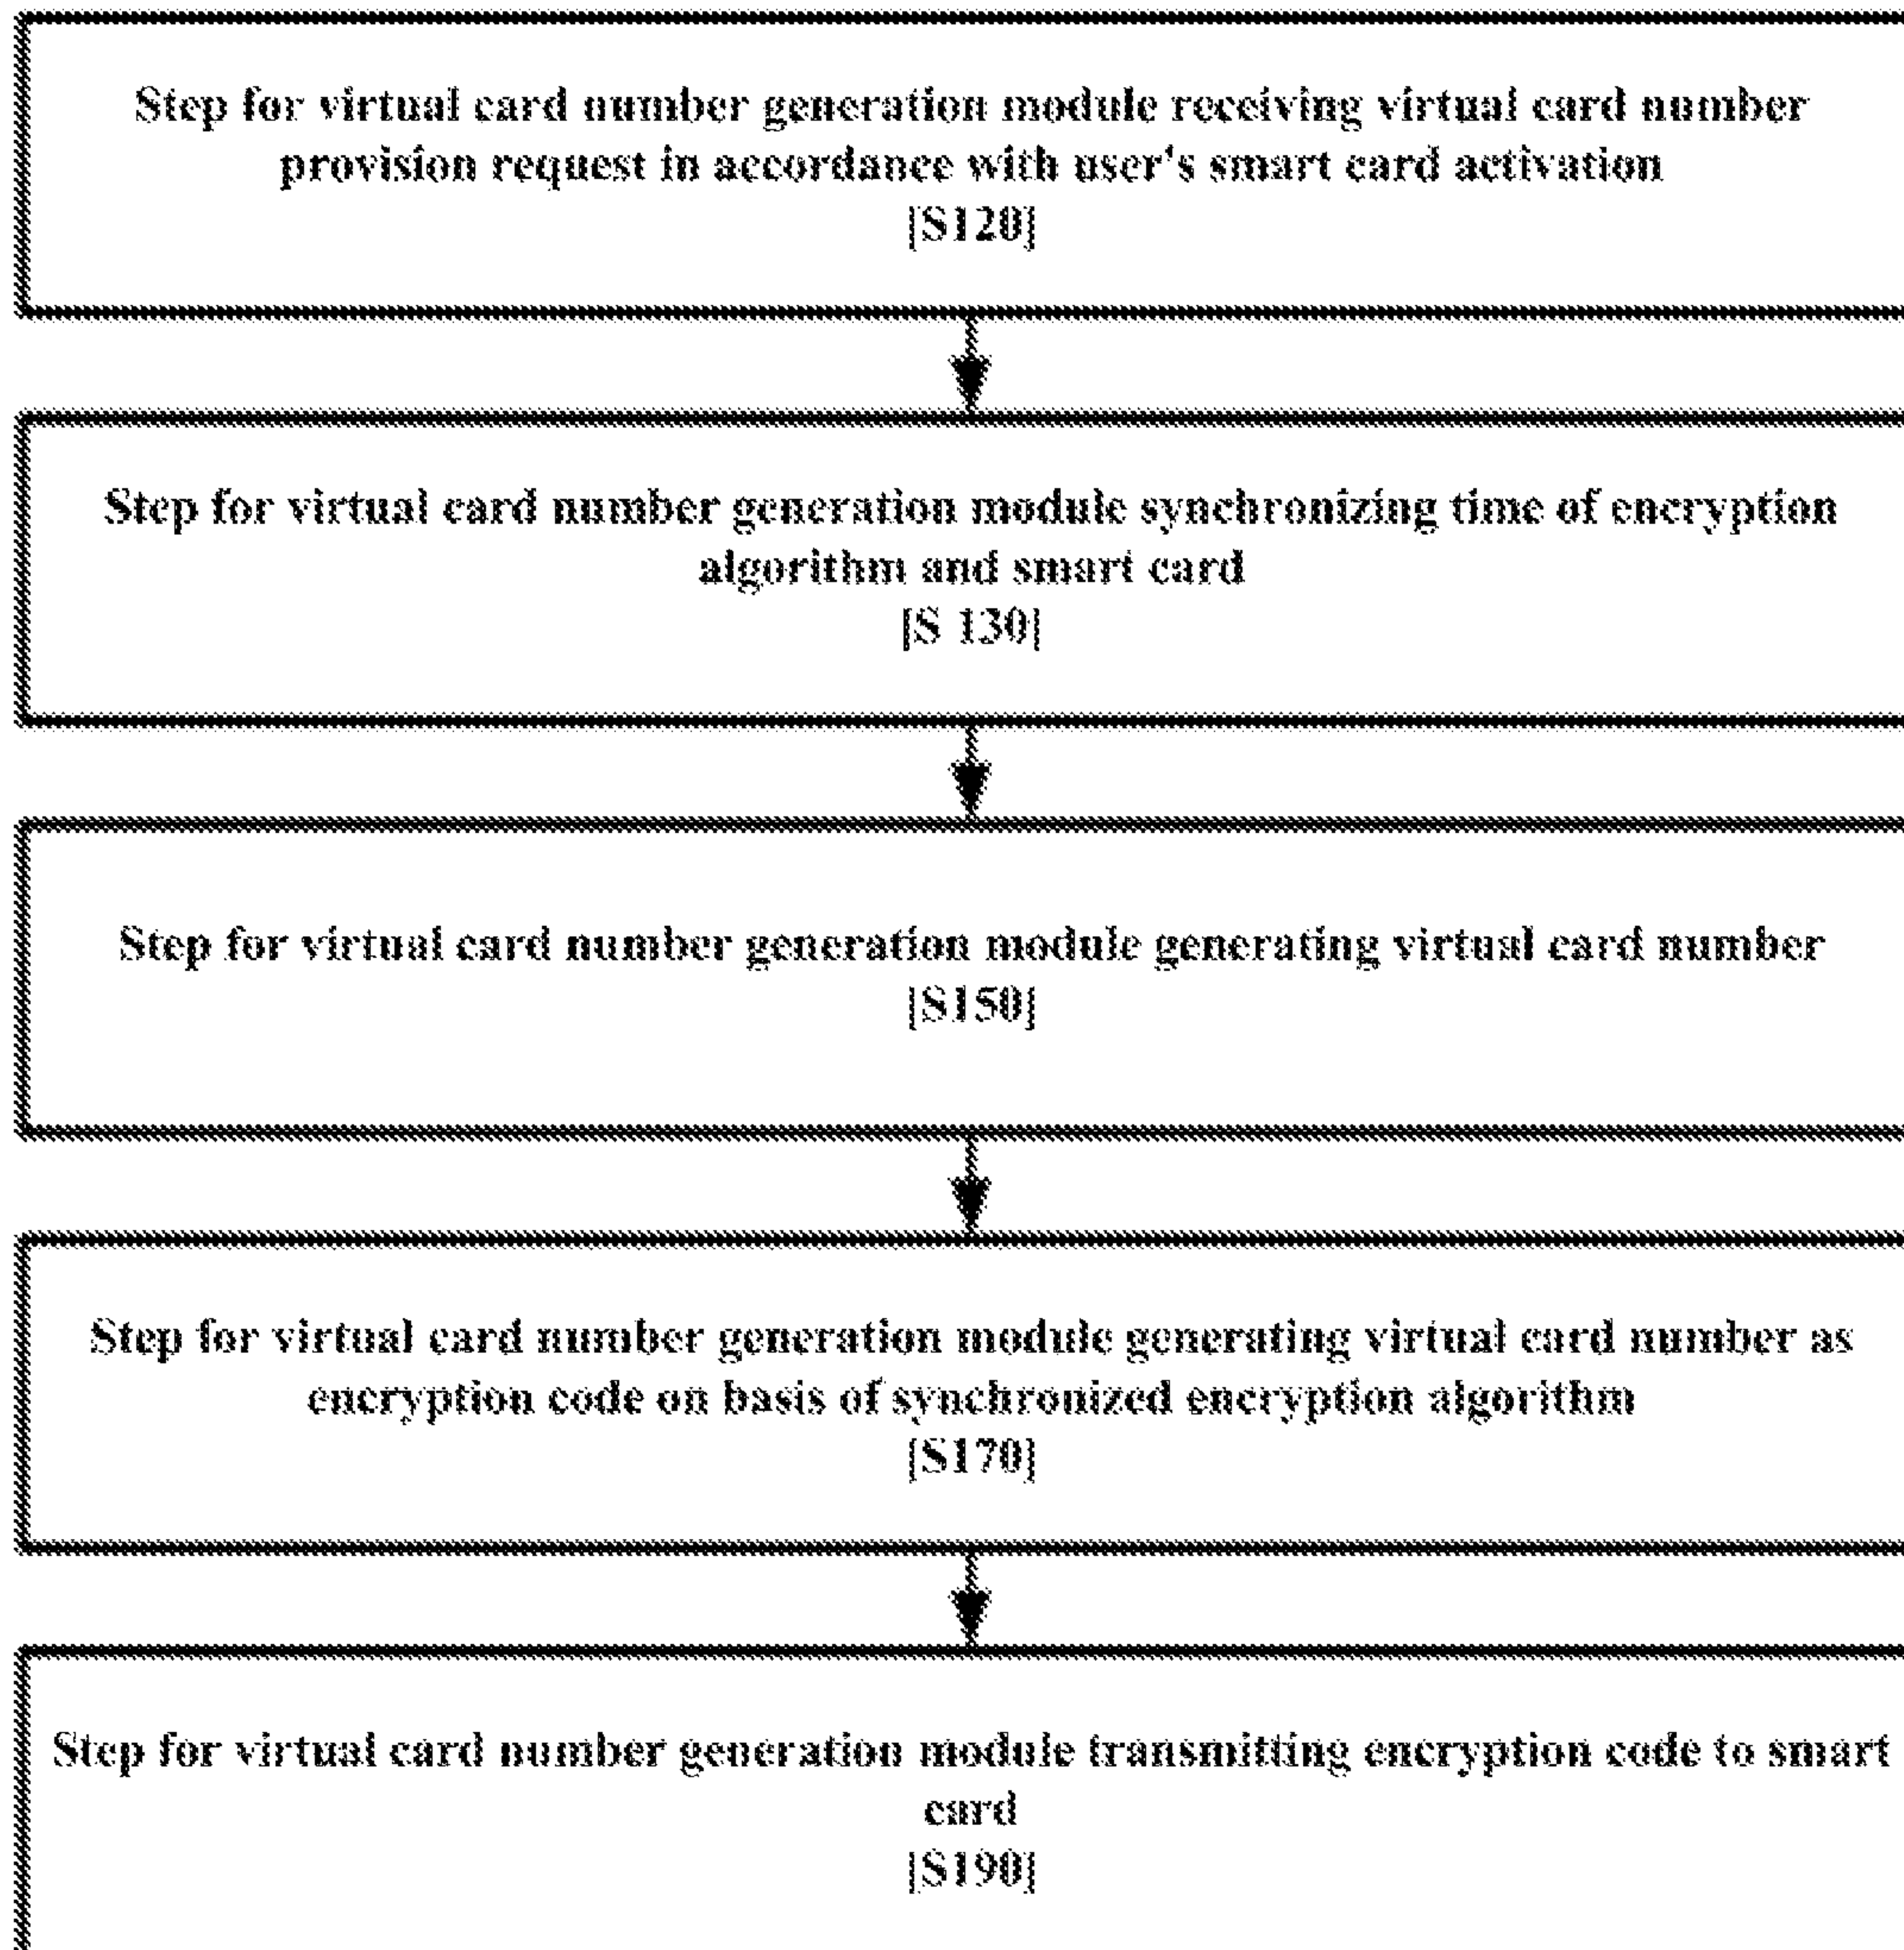 Step for virtual card number generation module receiving virtual card number
provision request in accordance with user's smart card activation
[S120]
Step for virtual card number generation module synchronizing time of encryption
algorithm and smart card
[S 130]
Step for virtual card number generation module generating virtual card number
[S150]
Step for virtual card number generation module generating virtual card number as
encryption code on basis of synchronized encryption algorithm
[S170]
Step for virtual card number generation module transmitting encryption code to smart
card
[S190]